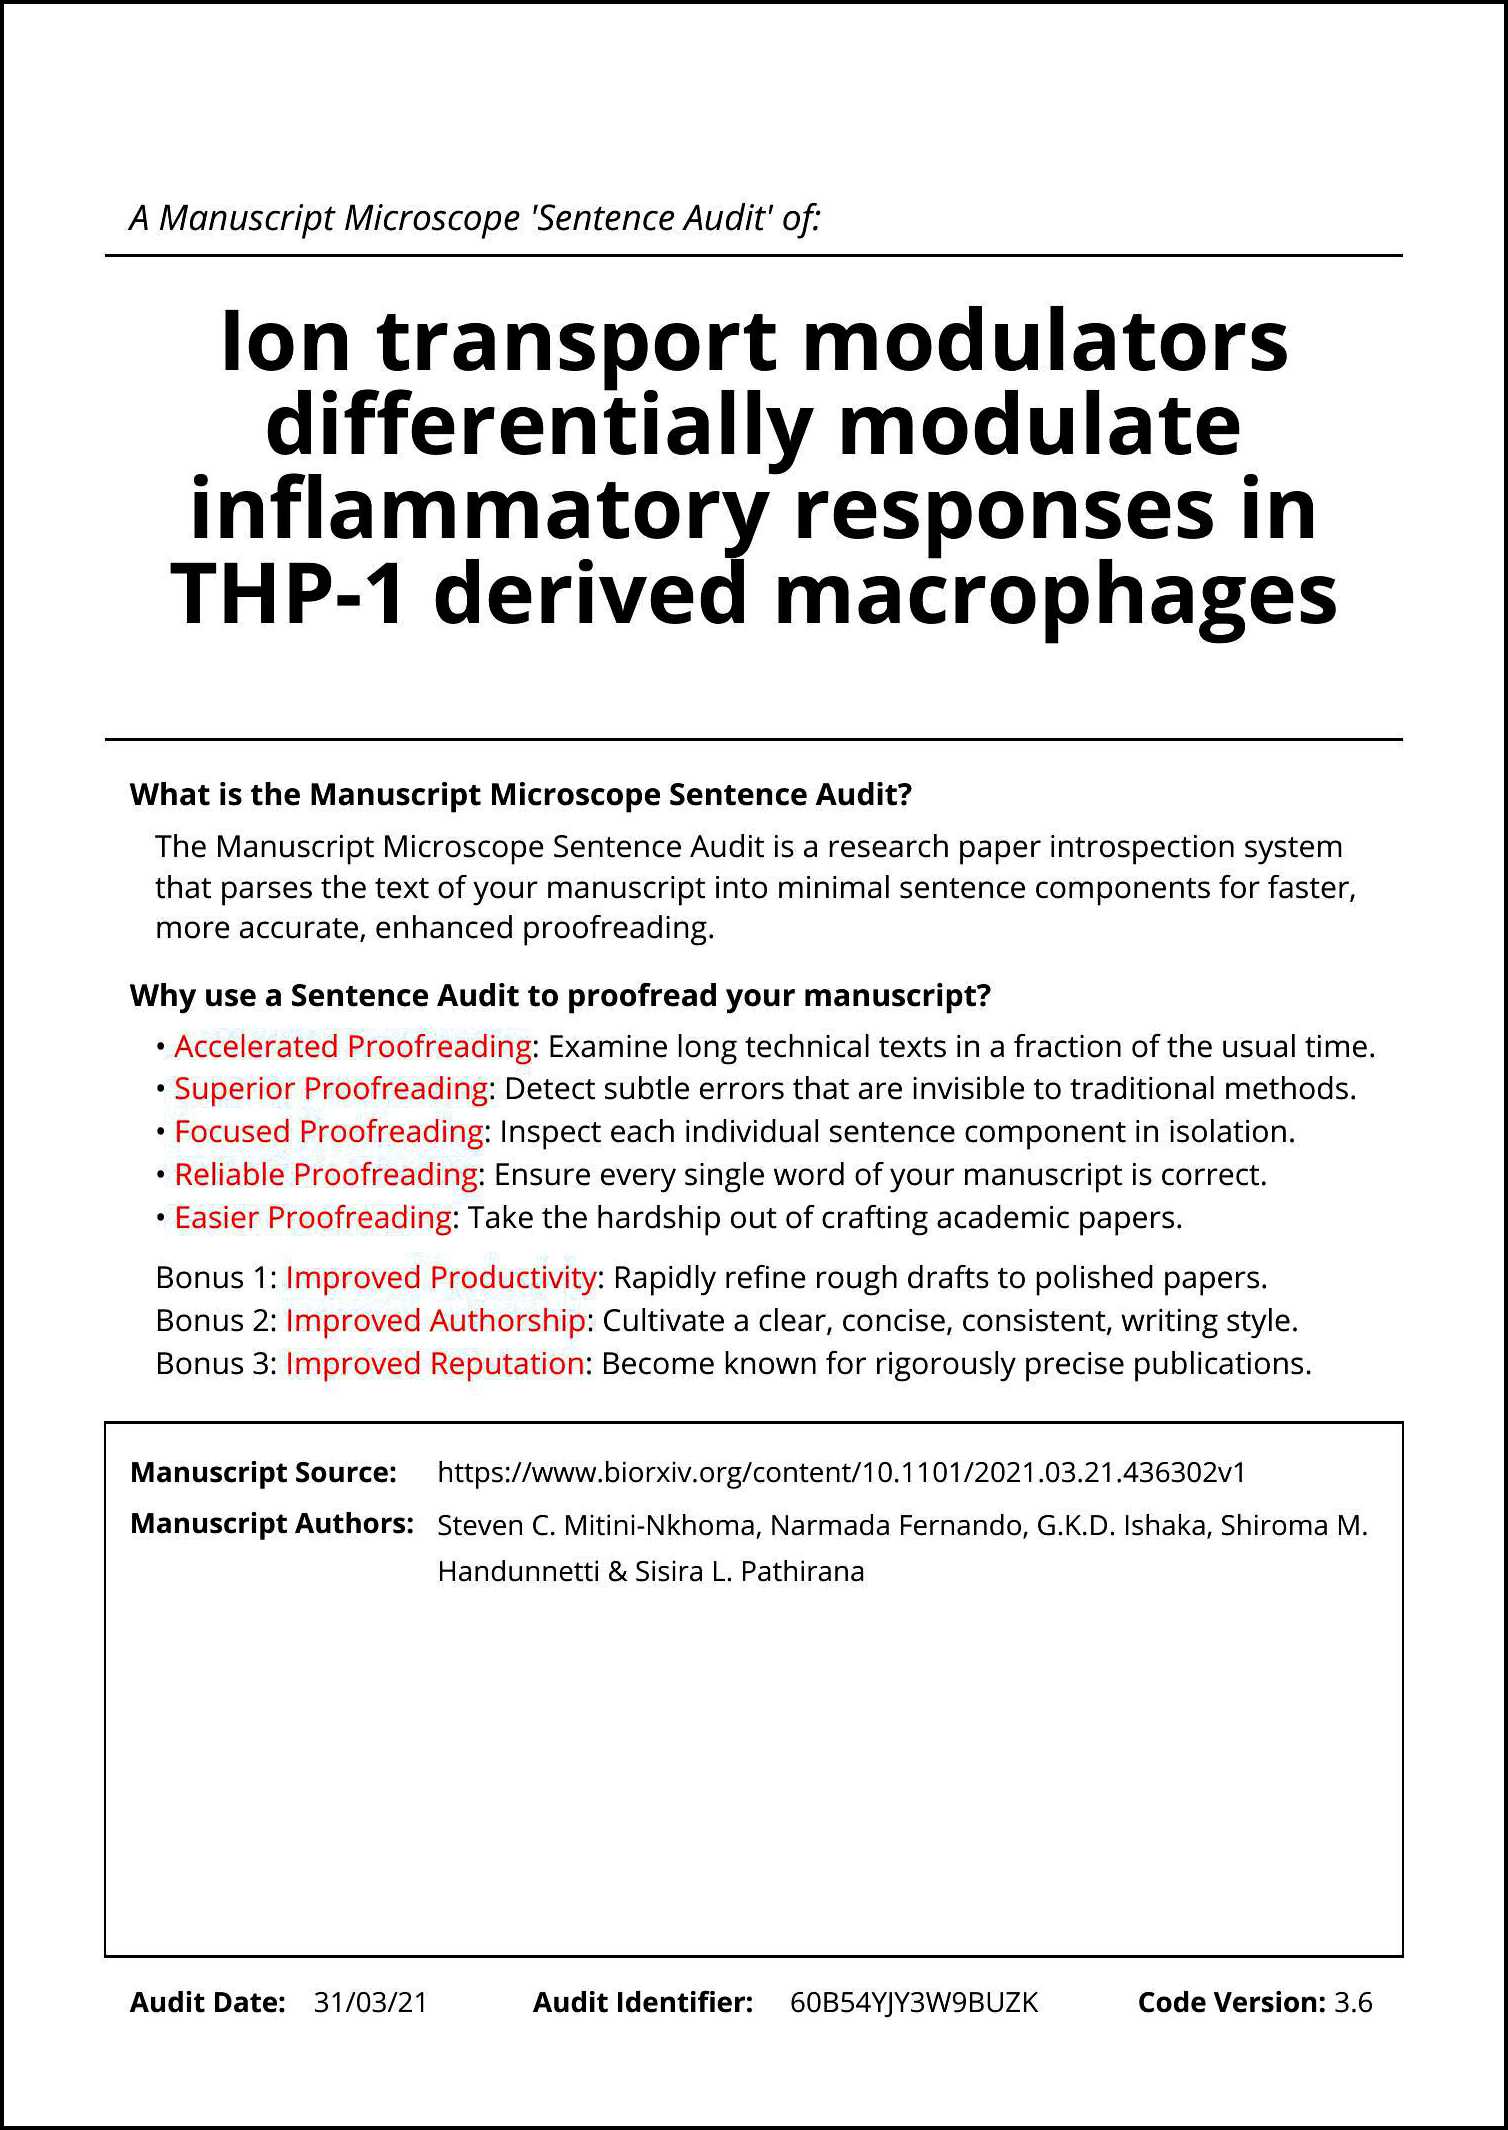 A Manuscript Microscope 'Sentence Audit' of:
Ion transport modulators
differentially modulate
inflammatory responses in
THP-1 derived macrophages
What is the Manuscript Microscope Sentence Audit?
The Manuscript Microscope Sentence Audit is a research paper introspection system
that parses the text of your manuscript into minimal sentence components for faster,
more accurate, enhanced proofreading.
Why use a Sentence Audit to proofread your manuscript?
• Accelerated Proofreading: Examine long technical texts in a fraction of the usual time.
• Superior Proofreading: Detect subtle errors that are invisible to traditional methods.
• Focused Proofreading: Inspect each individual sentence component in isolation.
• Reliable Proofreading: Ensure every single word of your manuscript is correct.
• Easier Proofreading: Take the hardship out of crafting academic papers.
Bonus 1: Improved Productivity: Rapidly refine rough drafts to polished papers.
Bonus 2: Improved Authorship: Cultivate a clear, concise, consistent, writing style.
Bonus 3: Improved Reputation: Become known for rigorously precise publications.
Manuscript Source: https://www.biorxiv.org/content/10.1101/2021.03.21.436302v1
Manuscript Authors: Steven C. Mitini-Nkhoma, Narmada Fernando, G.K.D. Ishaka, Shiroma M.
Handunnetti & Sisira L. Pathirana
Audit Date: 31/03/21 Audit Identifier: 60B54YJY3W9BUZK Code Version: 3.6